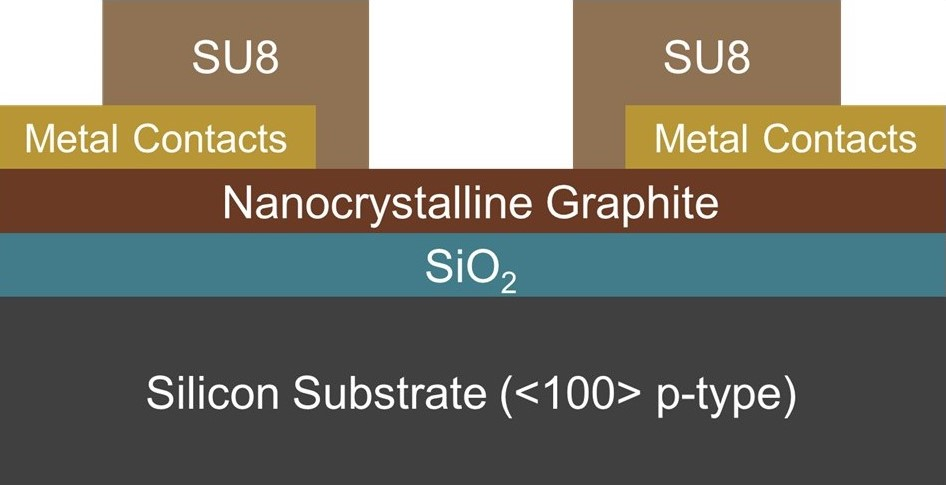 SU8
SU8
Metal Contacts
Metal Contacts
Nanocrystalline Graphite
SiO₂
Silicon Substrate (<100> p-type)